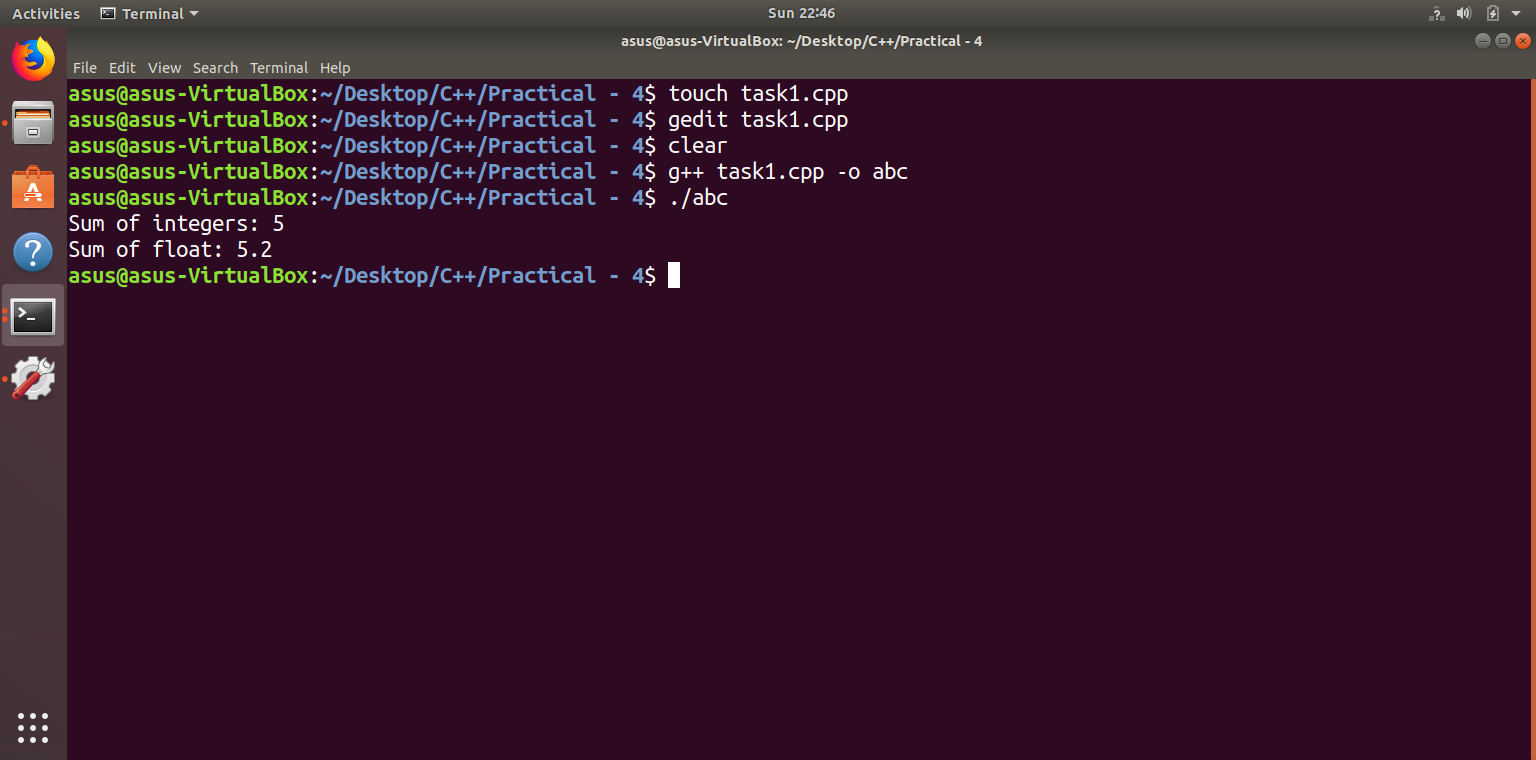 Activities Terminal Sun 22:46
asus@asus-VirtualBox: ~/Desktop/C++/Practical - 4
File Edit View Search Terminal Help
asus@asus-VirtualBox:~/Desktop/C++/Practical - 4$ touch task1.cpp
asus@asus-VirtualBox:~/Desktop/C++/Practical - 4$ gedit task1.cpp
asus@asus-VirtualBox:~/Desktop/C++/Practical - 4$ clear
asus@asus-VirtualBox:~/Desktop/C++/Practical - 4$ g++ task1.cpp -o abc
asus@asus-VirtualBox:~/Desktop/C++/Practical - 4$ ./abc
Sum of integers: 5
Sum of float: 5.2
asus@asus-VirtualBox:~/Desktop/C++/Practical - 4$